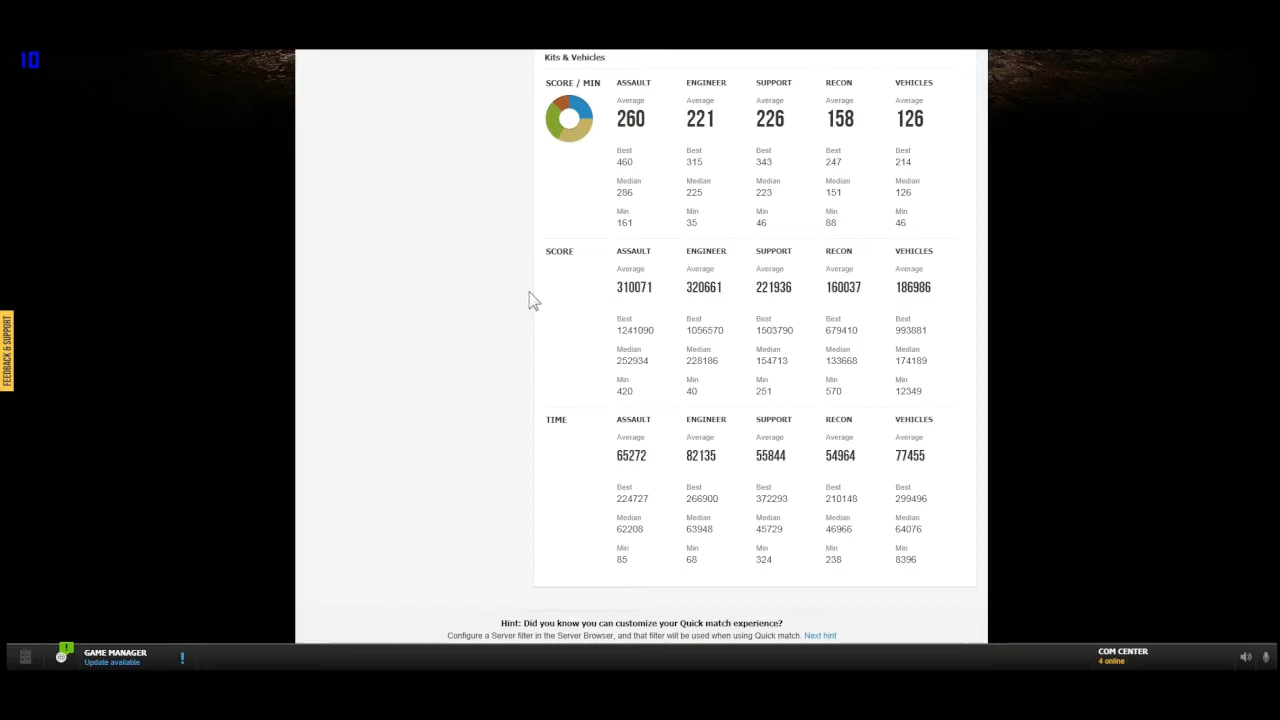 10
Kits & Vehicles
SCORE / MIN ASSAULT ENGINEER SUPPORT RECON VEHICLES
Average Average Average Average Average
260 221 226 158 126
Best Best Best Best Best
460 315 343 247 214
Median Median Median Median Median
286 225 223 151 126
Min Min Min Min Min
161 35 46 88 46
SCORE ASSAULT ENGINEER SUPPORT RECON VEHICLES
Average Average Average Average Average
310071 320661 221936 160037 186986
Best Best Best Best Best
1241090 1056570 1503790 679410 993881
Median Median Median Median Median
252934 228186 154713 133668 174189
Min Min Min Min Min
420 40 251 570 12349
TIME ASSAULT ENGINEER SUPPORT RECON VEHICLES
Average Average Average Average Average
65272 82135 55844 54964 77455
Best Best Best Best Best
224727 266900 372293 210148 299496
Median Median Median Median Median
62208 63948 45729 46966 64076
Min Min Min Min Min
85 68 324 238 8396
FEEDBACK & SUPPORT
Hint: Did you know you can customize your Quick match experience?
Configure a Server filter in the Server Browser, and that filter will be used when using Quick match. Next hint
! GAME MANAGER
Update available !
COM CENTER
4 online